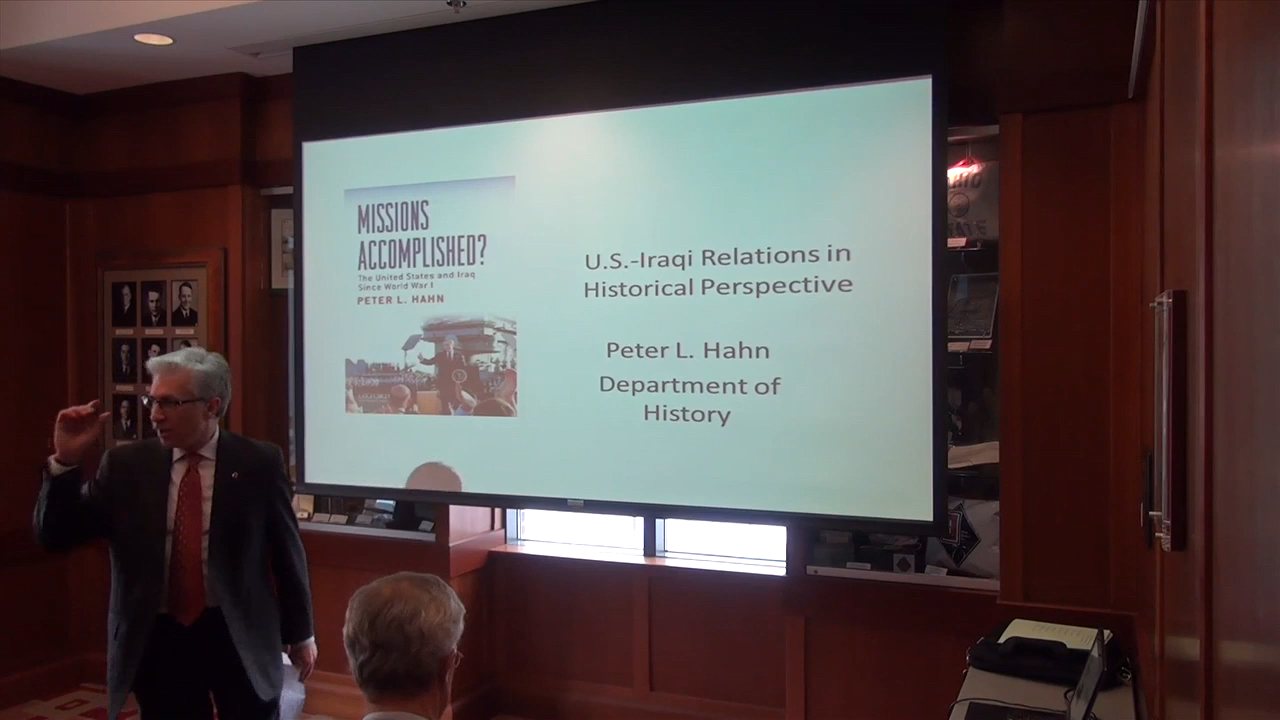 MISSIONS
ACCOMPLISHED?
The United States and Iraq
Since World War I
PETER L. HAHN
U.S.-Iraqi Relations in
Historical Perspective
Peter L. Hahn
Department of
History